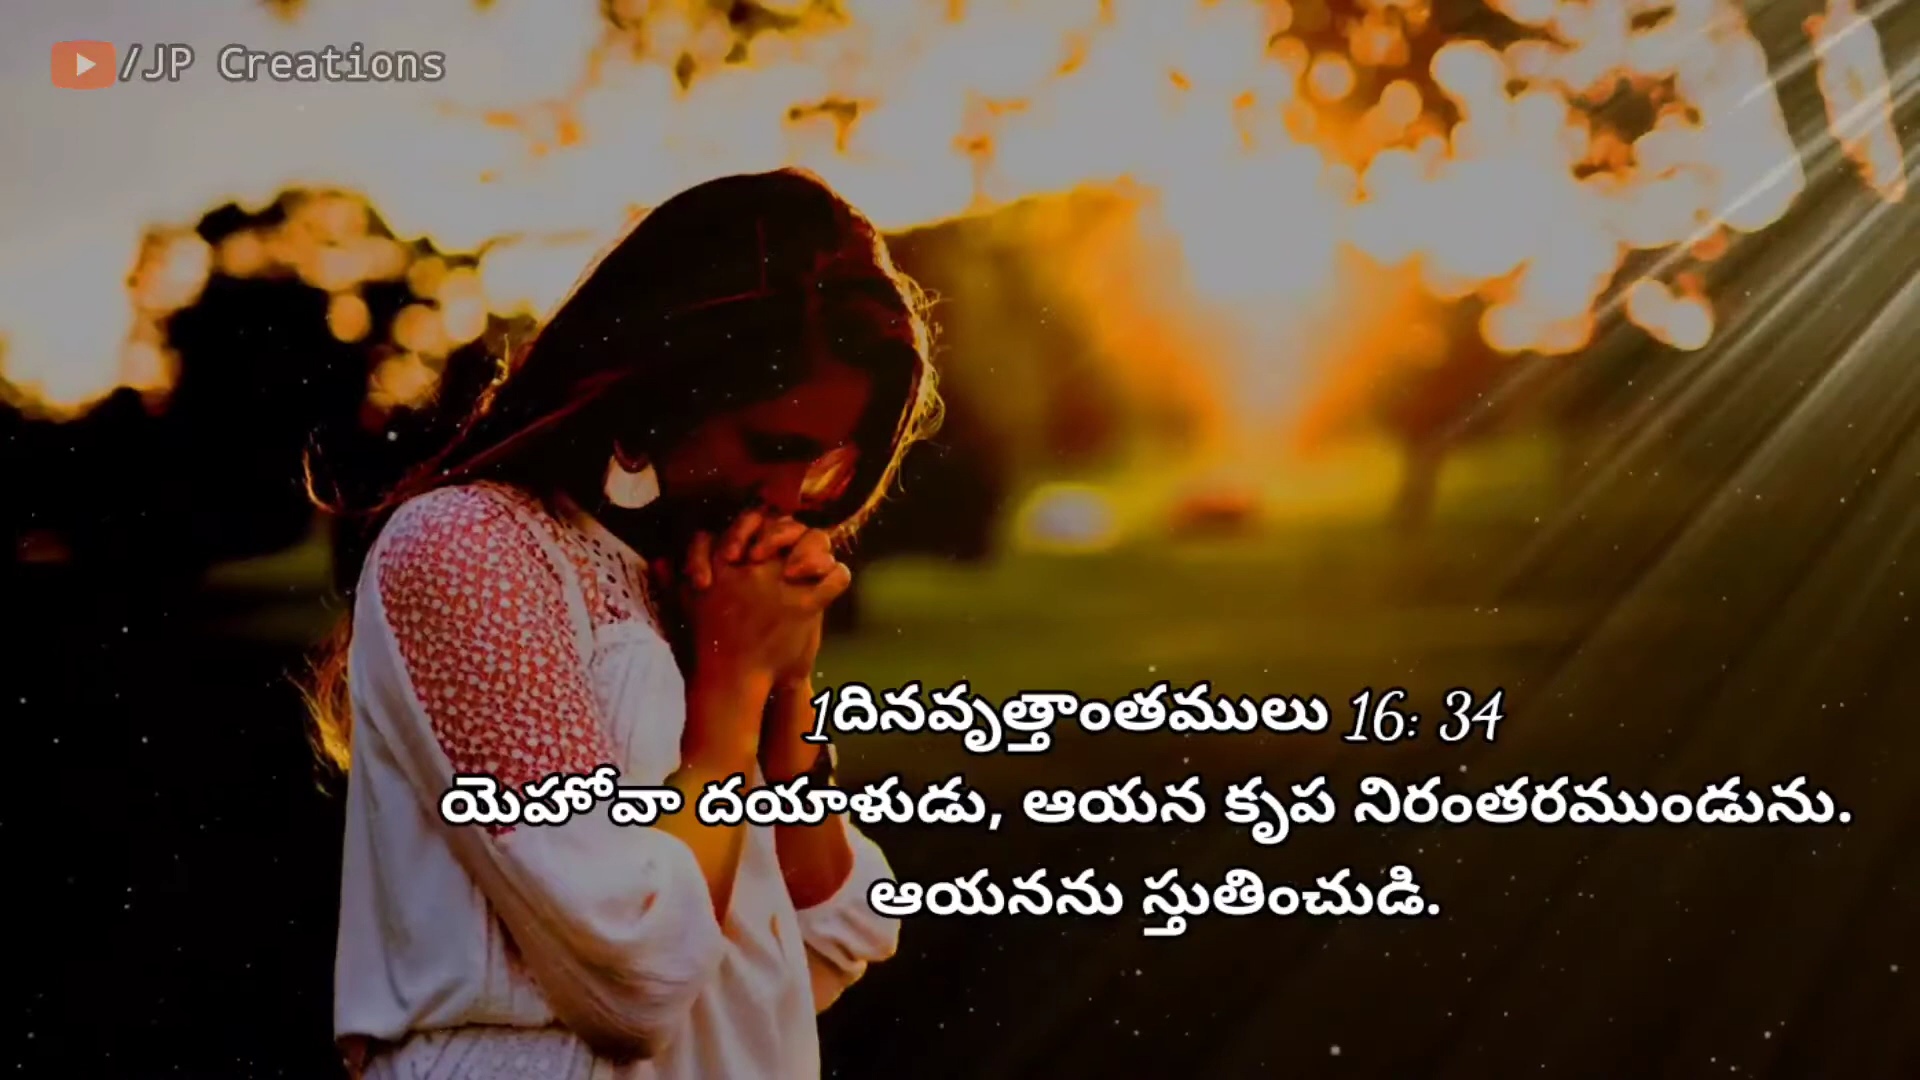 /JP Creations
1దినవృత్తాంతములు 16: 34
యెహోవా దయాళుడు, ఆయన కృప నిరంతరముండును.
ఆయనను స్తుతించుడి.